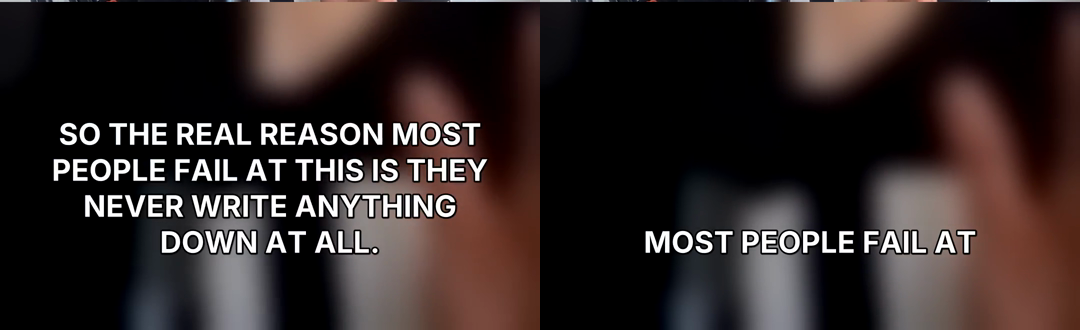 SO THE REAL REASON MOST
PEOPLE FAIL AT THIS IS THEY
NEVER WRITE ANYTHING
DOWN AT ALL.
MOST PEOPLE FAIL AT